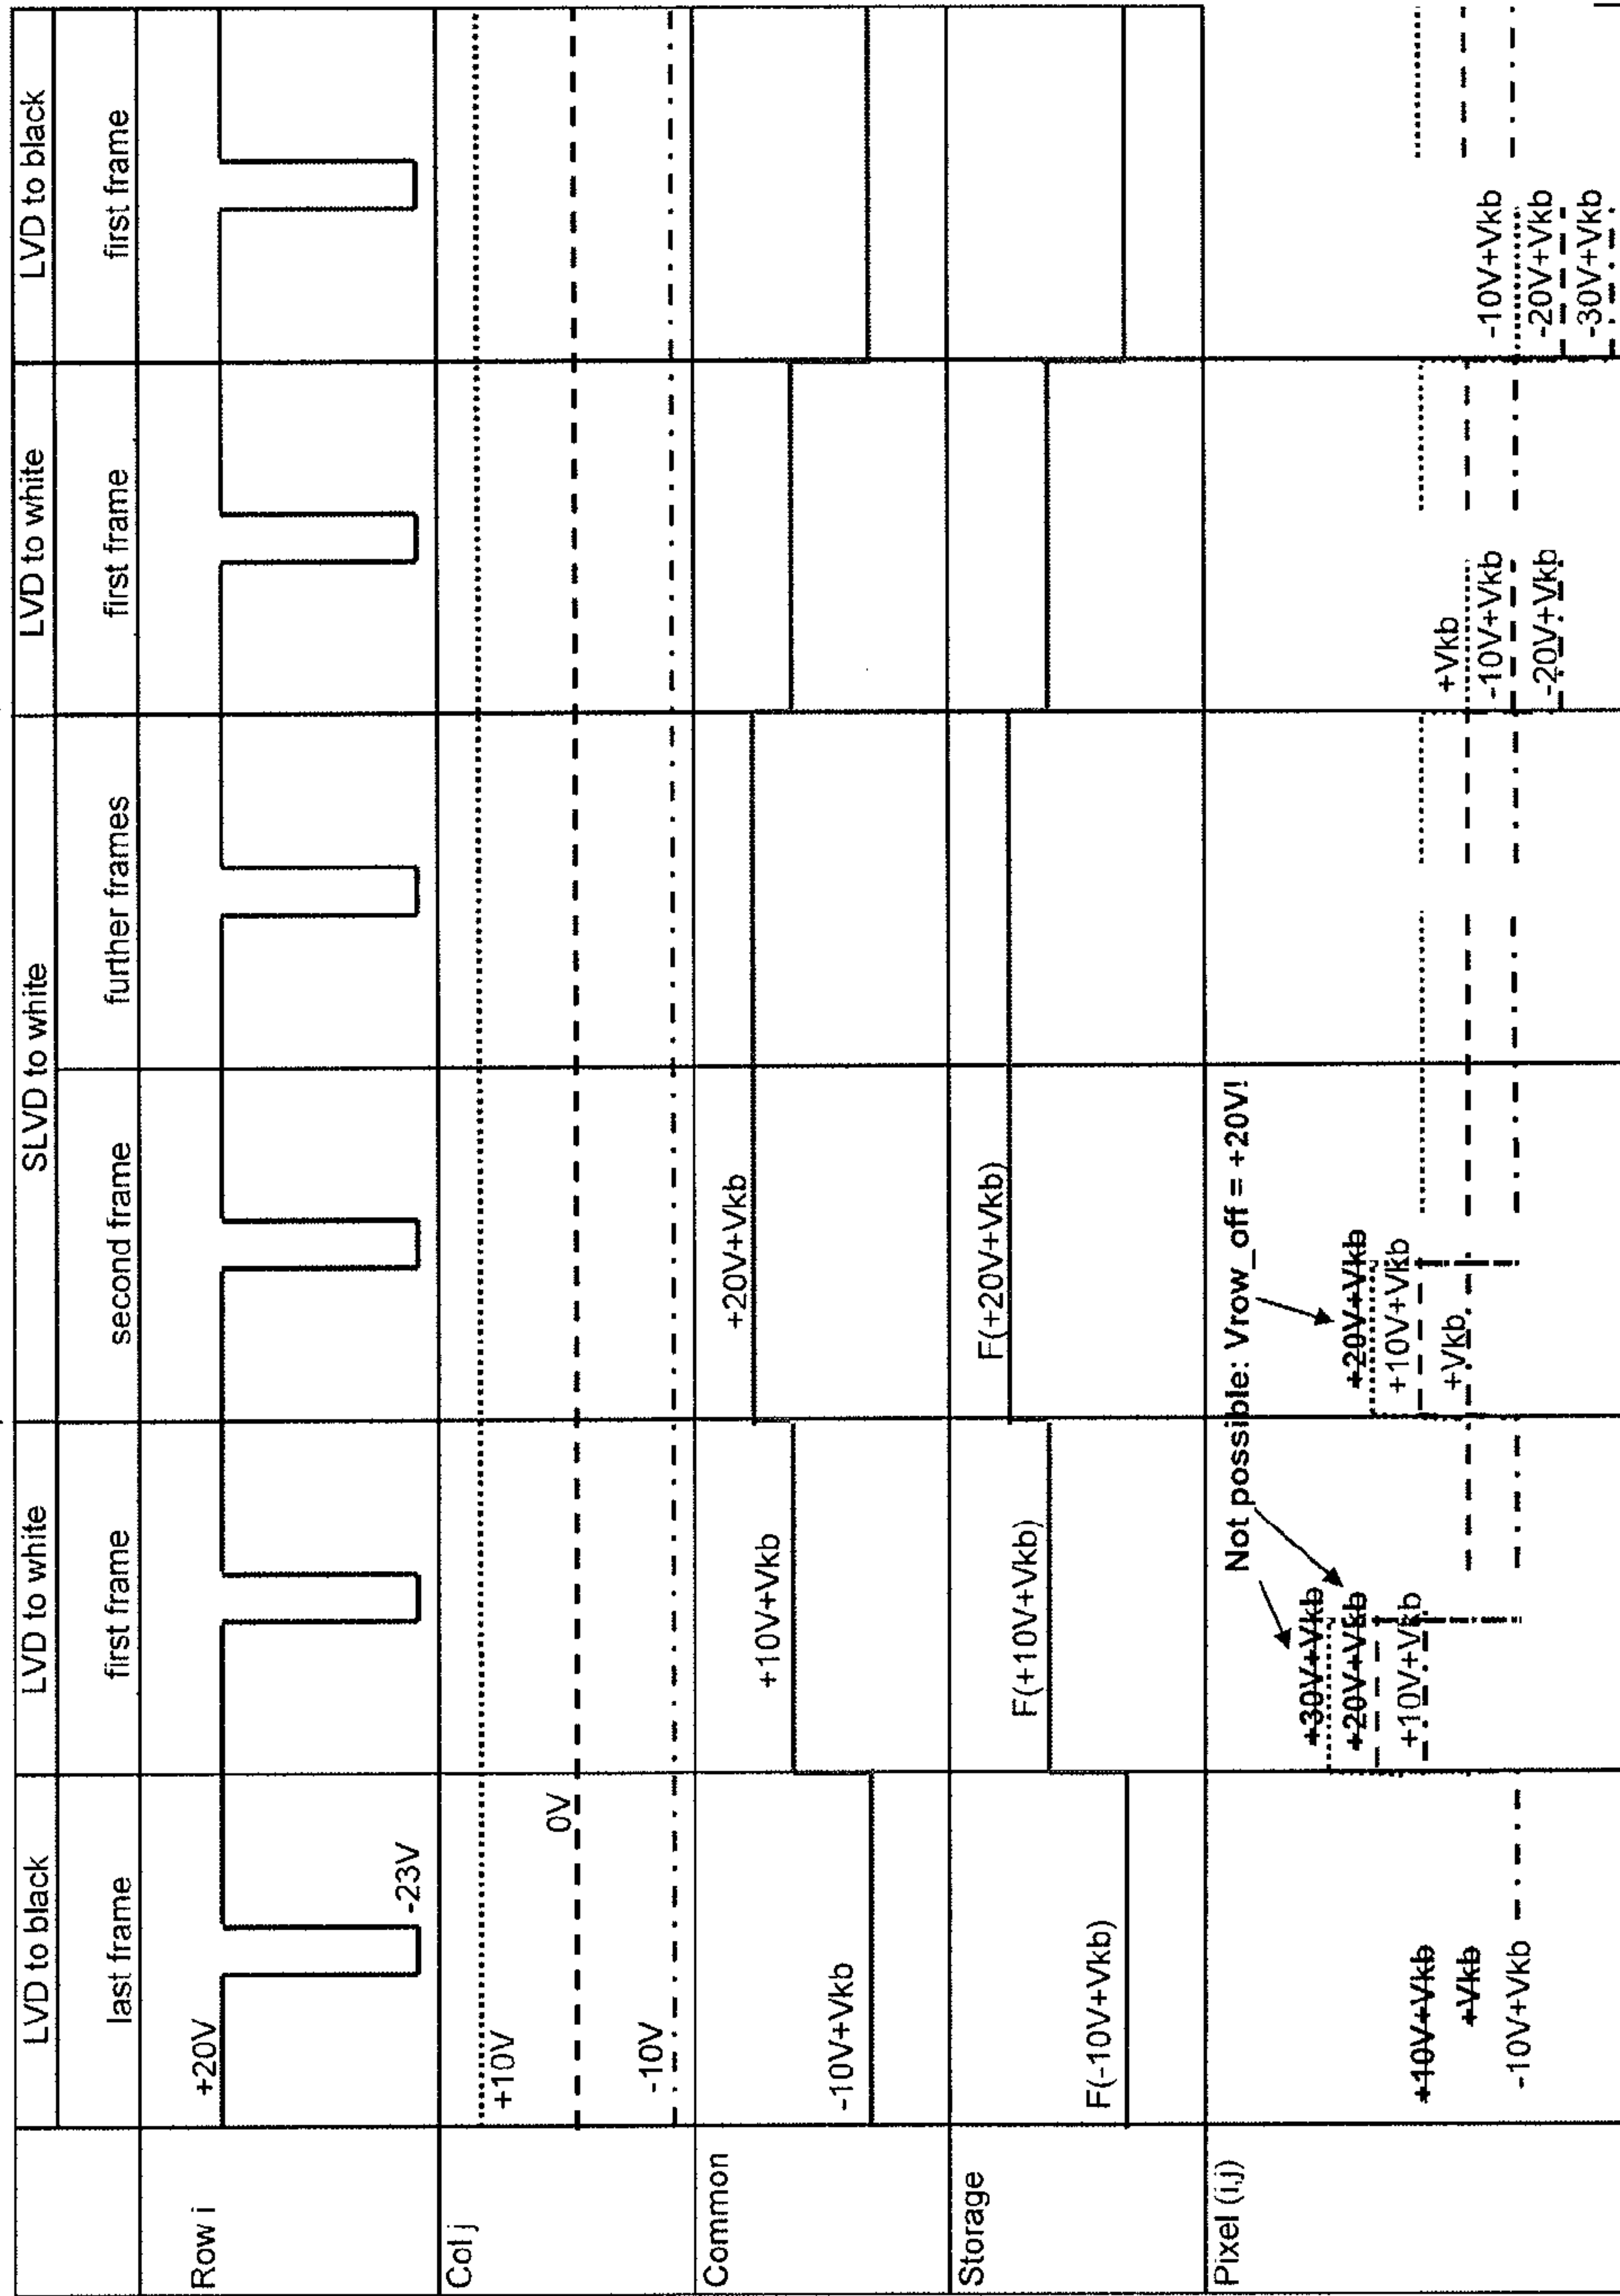 LVD to black
LVD to white
SLVD to white
LVD to white
LVD to black
last frame
first frame
second frame
further frames
first frame
first frame
Row i
+20V
-23V
Col j
+10V
0V
-10V
Common
-10V+Vkb
+10V+Vkb
+20V+Vkb
Storage
F(-10V+Vkb)
F(+10V+Vkb)
F(+20V+Vkb)
Pixel (i,j)
Not possible: Vrow_off = +20V!
+10V+Vkb
+Vkb
-10V+Vkb
+30V+Vkb
+20V+Vkb
+10V+Vkb
+20V+Vkb
+10V+Vkb
+Vkb
+Vkb
-10V+Vkb
-20V+Vkb
-10V+Vkb
-20V+Vkb
-30V+Vkb